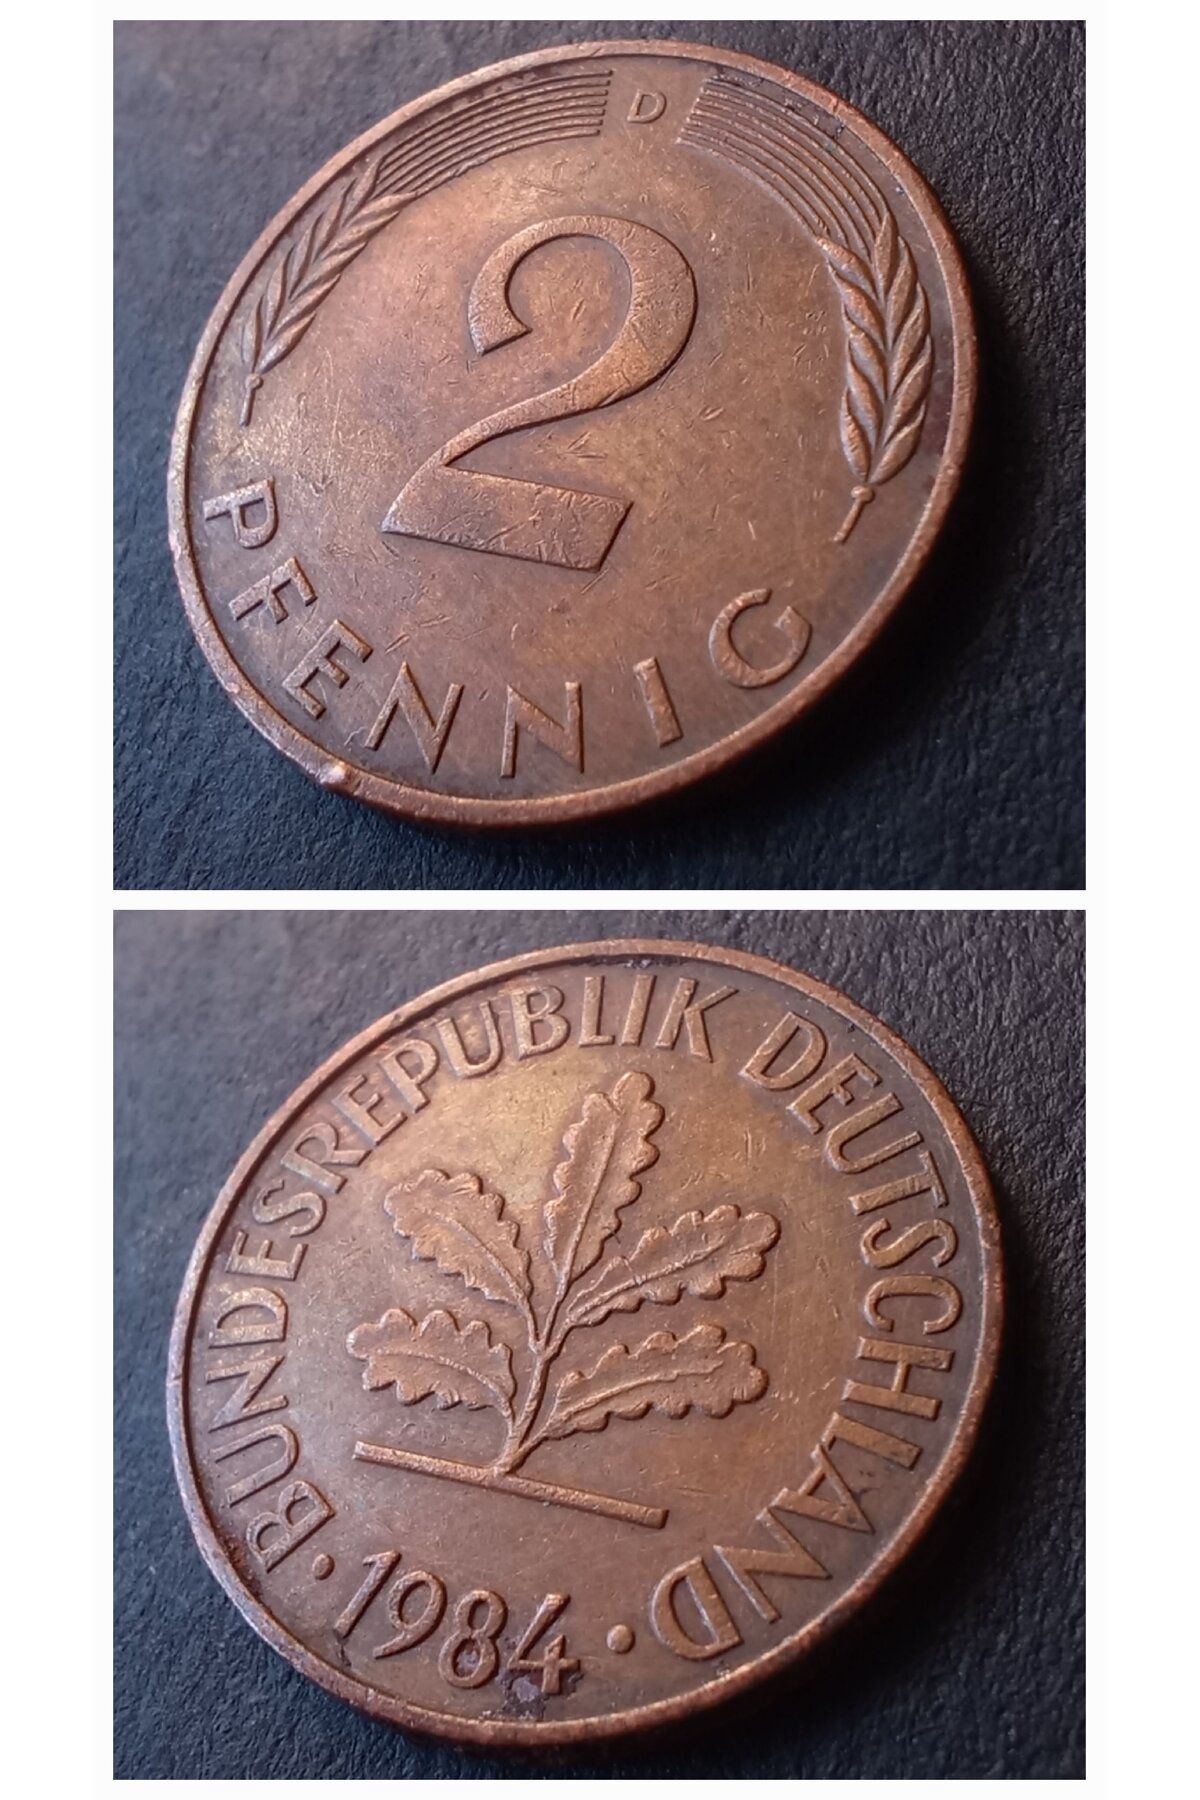 D
2
PFENNIG
· BUNDESREPUBLIK DEUTSCHLAND ·
1984